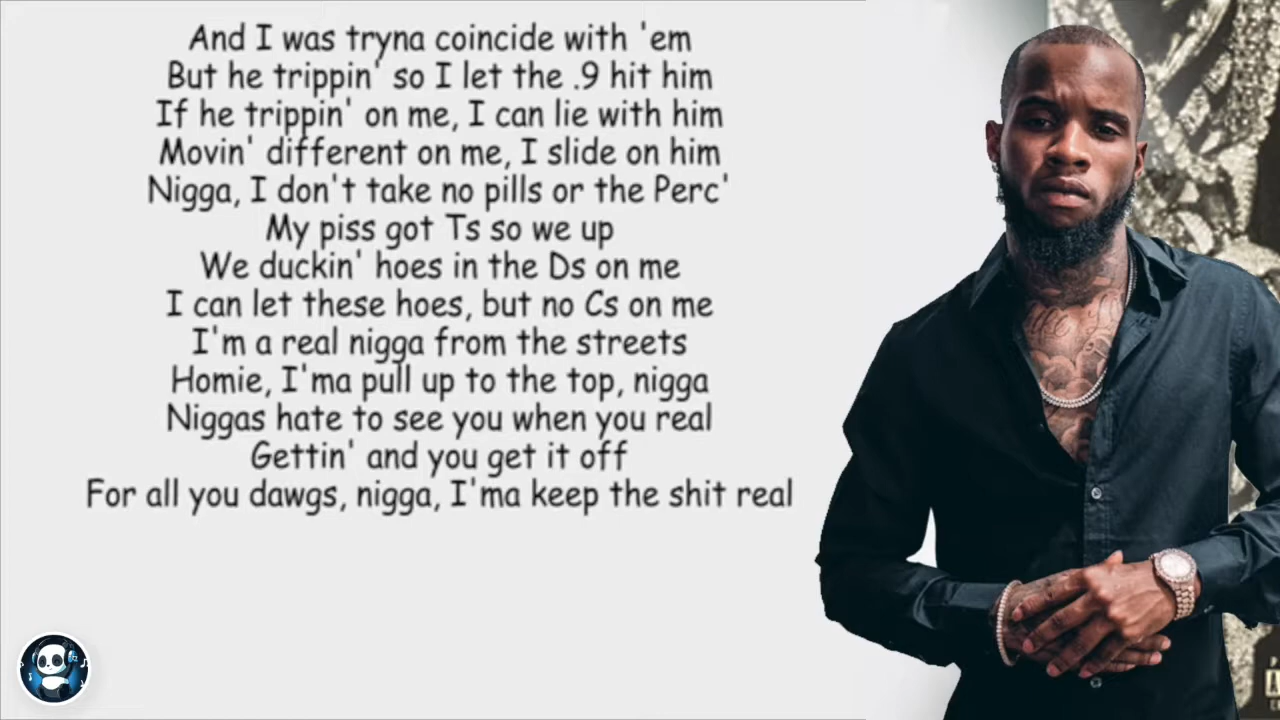 And I was tryna coincide with 'em
But he trippin' so I let the .9 hit him
If he trippin' on me, I can lie with him
Movin' different on me, I slide on him
Nigga, I don't take no pills or the Perc'
My piss got Ts so we up
We duckin' hoes in the Ds on me
I can let these hoes, but no Cs on me
I'm a real nigga from the streets
Homie, I'ma pull up to the top, nigga
Niggas hate to see you when you real
Gettin' and you get it off
For all you dawgs, nigga, I'ma keep the shit real